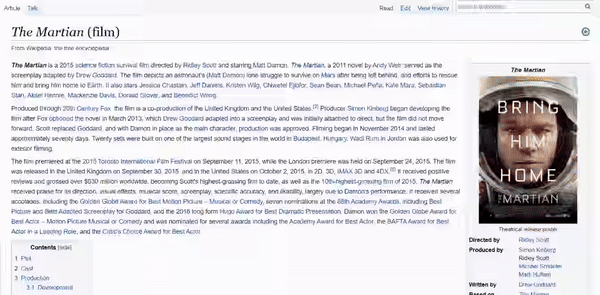 Article Talk
Read Edit View History
The Martian (film)
From Wikipedia, the free encyclopedia
The Martian is a 2015 science fiction survival film directed by Ridley Scott and starring Matt Damon. The Martian, a 2011 novel by Andy Weir served as the
screenplay adapted by Drew Goddard. The film depicts an astronaut's (Matt Damon) lone struggle to survive on Mars after being left behind, and efforts to rescue
him and bring him home to Earth. It also stars Jessica Chastain, Jeff Daniels, Kristen Wiig, Chiwetel Ejiofor, Sean Bean, Michael Peña, Kate Mara, Sebastian
Stan, Aksel Hennie, Mackenzie Davis, Donald Glover, and Benedict Wong.
Produced through 20th Century Fox, the film is a co-production of the United Kingdom and the United States. Producer Simon Kinberg began developing the
film after Fox optioned the novel in March 2013, which Drew Goddard adapted into a screenplay and was initially attached to direct, but the film did not move
forward. Scott replaced Goddard, and with Damon in place as the main character, production was approved. Filming began in November 2014 and lasted
approximately seventy days. Twenty sets were built on one of the largest sound stages in the world in Budapest, Hungary. Wadi Rum in Jordan was also used for
exterior filming.
The film premiered at the 2015 Toronto International Film Festival on September 11, 2015, while the London premiere was held on September 24, 2015. The film
was released in the United Kingdom on September 30, 2015, and in the United States on October 2, 2015, in 2D, 3D, IMAX 3D and 4DX. It received positive
reviews and grossed over $630 million worldwide, becoming Scott's highest-grossing film to date, as well as the 10th-highest-grossing film of 2015. The Martian
received praise for its direction, visual effects, musical score, screenplay, scientific accuracy, and likability, largely due to Damon's performance. It received several
accolades, including the Golden Globe Award for Best Motion Picture – Musical or Comedy, seven nominations at the 88th Academy Awards, including Best
Picture and Best Adapted Screenplay for Goddard, and the 2016 long form Hugo Award for Best Dramatic Presentation. Damon won the Golden Globe Award for
Best Actor – Motion Picture Musical or Comedy and was nominated for several awards including the Academy Award for Best Actor, the BAFTA Award for Best
Actor in a Leading Role, and the Critic's Choice Award for Best Actor.
Contents [hide]
1 Plot
2 Cast
3 Production
3.1 Development
The Martian
BRING
HIM
HOME
THE MARTIAN
Theatrical release poster
Directed by Ridley Scott
Produced by Simon Kinberg
Ridley Scott
Michael Schaefer
Mark Huffam
Written by Drew Goddard
Based on The Martian